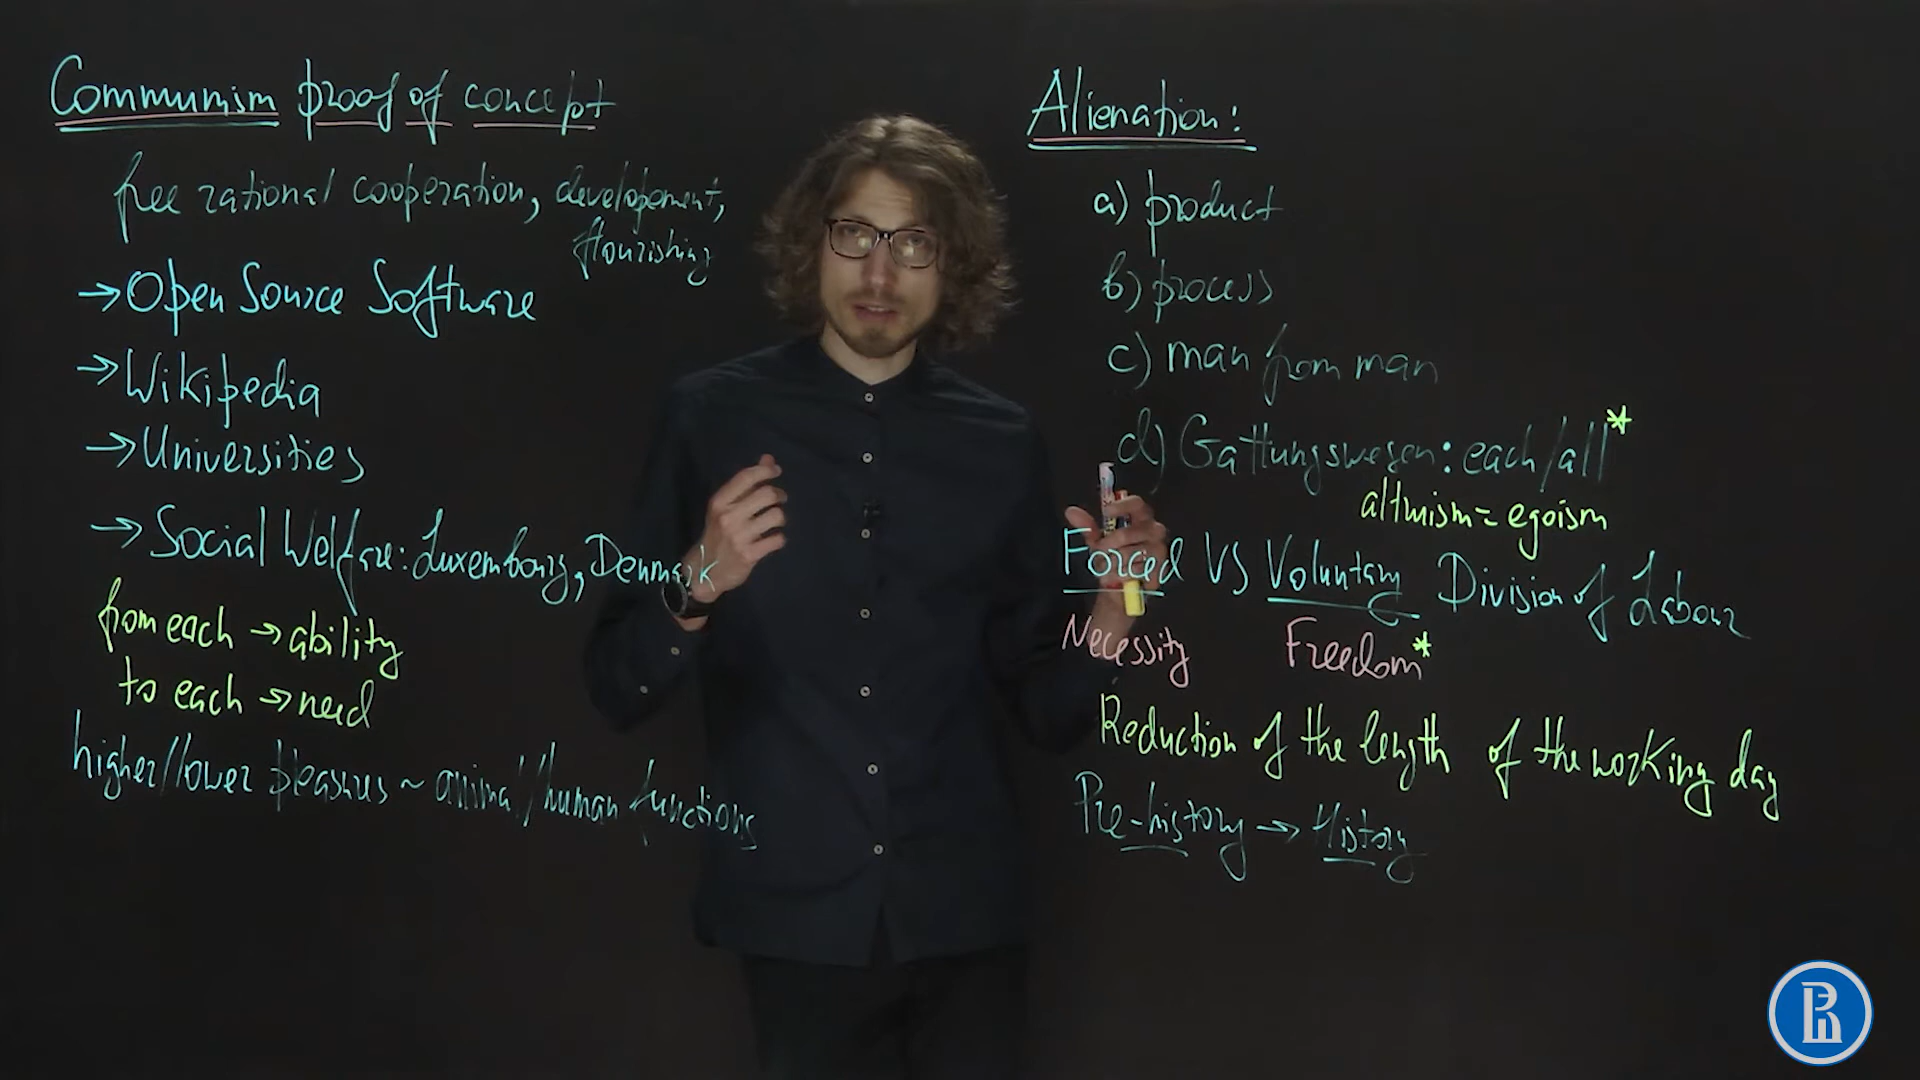 Communism proof of concept
free rational cooperation, developement,
flourishing
→ Open Source Software
→ Wikipedia
→ Universities
→ Social Welfare: Luxembourg, Denmark
from each → ability
to each → need
higher/lower pleasures ~ animal/human functions
Alienation:
a) product
b) process
c) man from man
d) Gattungswesen: each/all*
altruism = egoism
Forced VS Voluntary Division of Labour
Necessity Freedom*
Reduction of the length of the working day
Pre-history → History